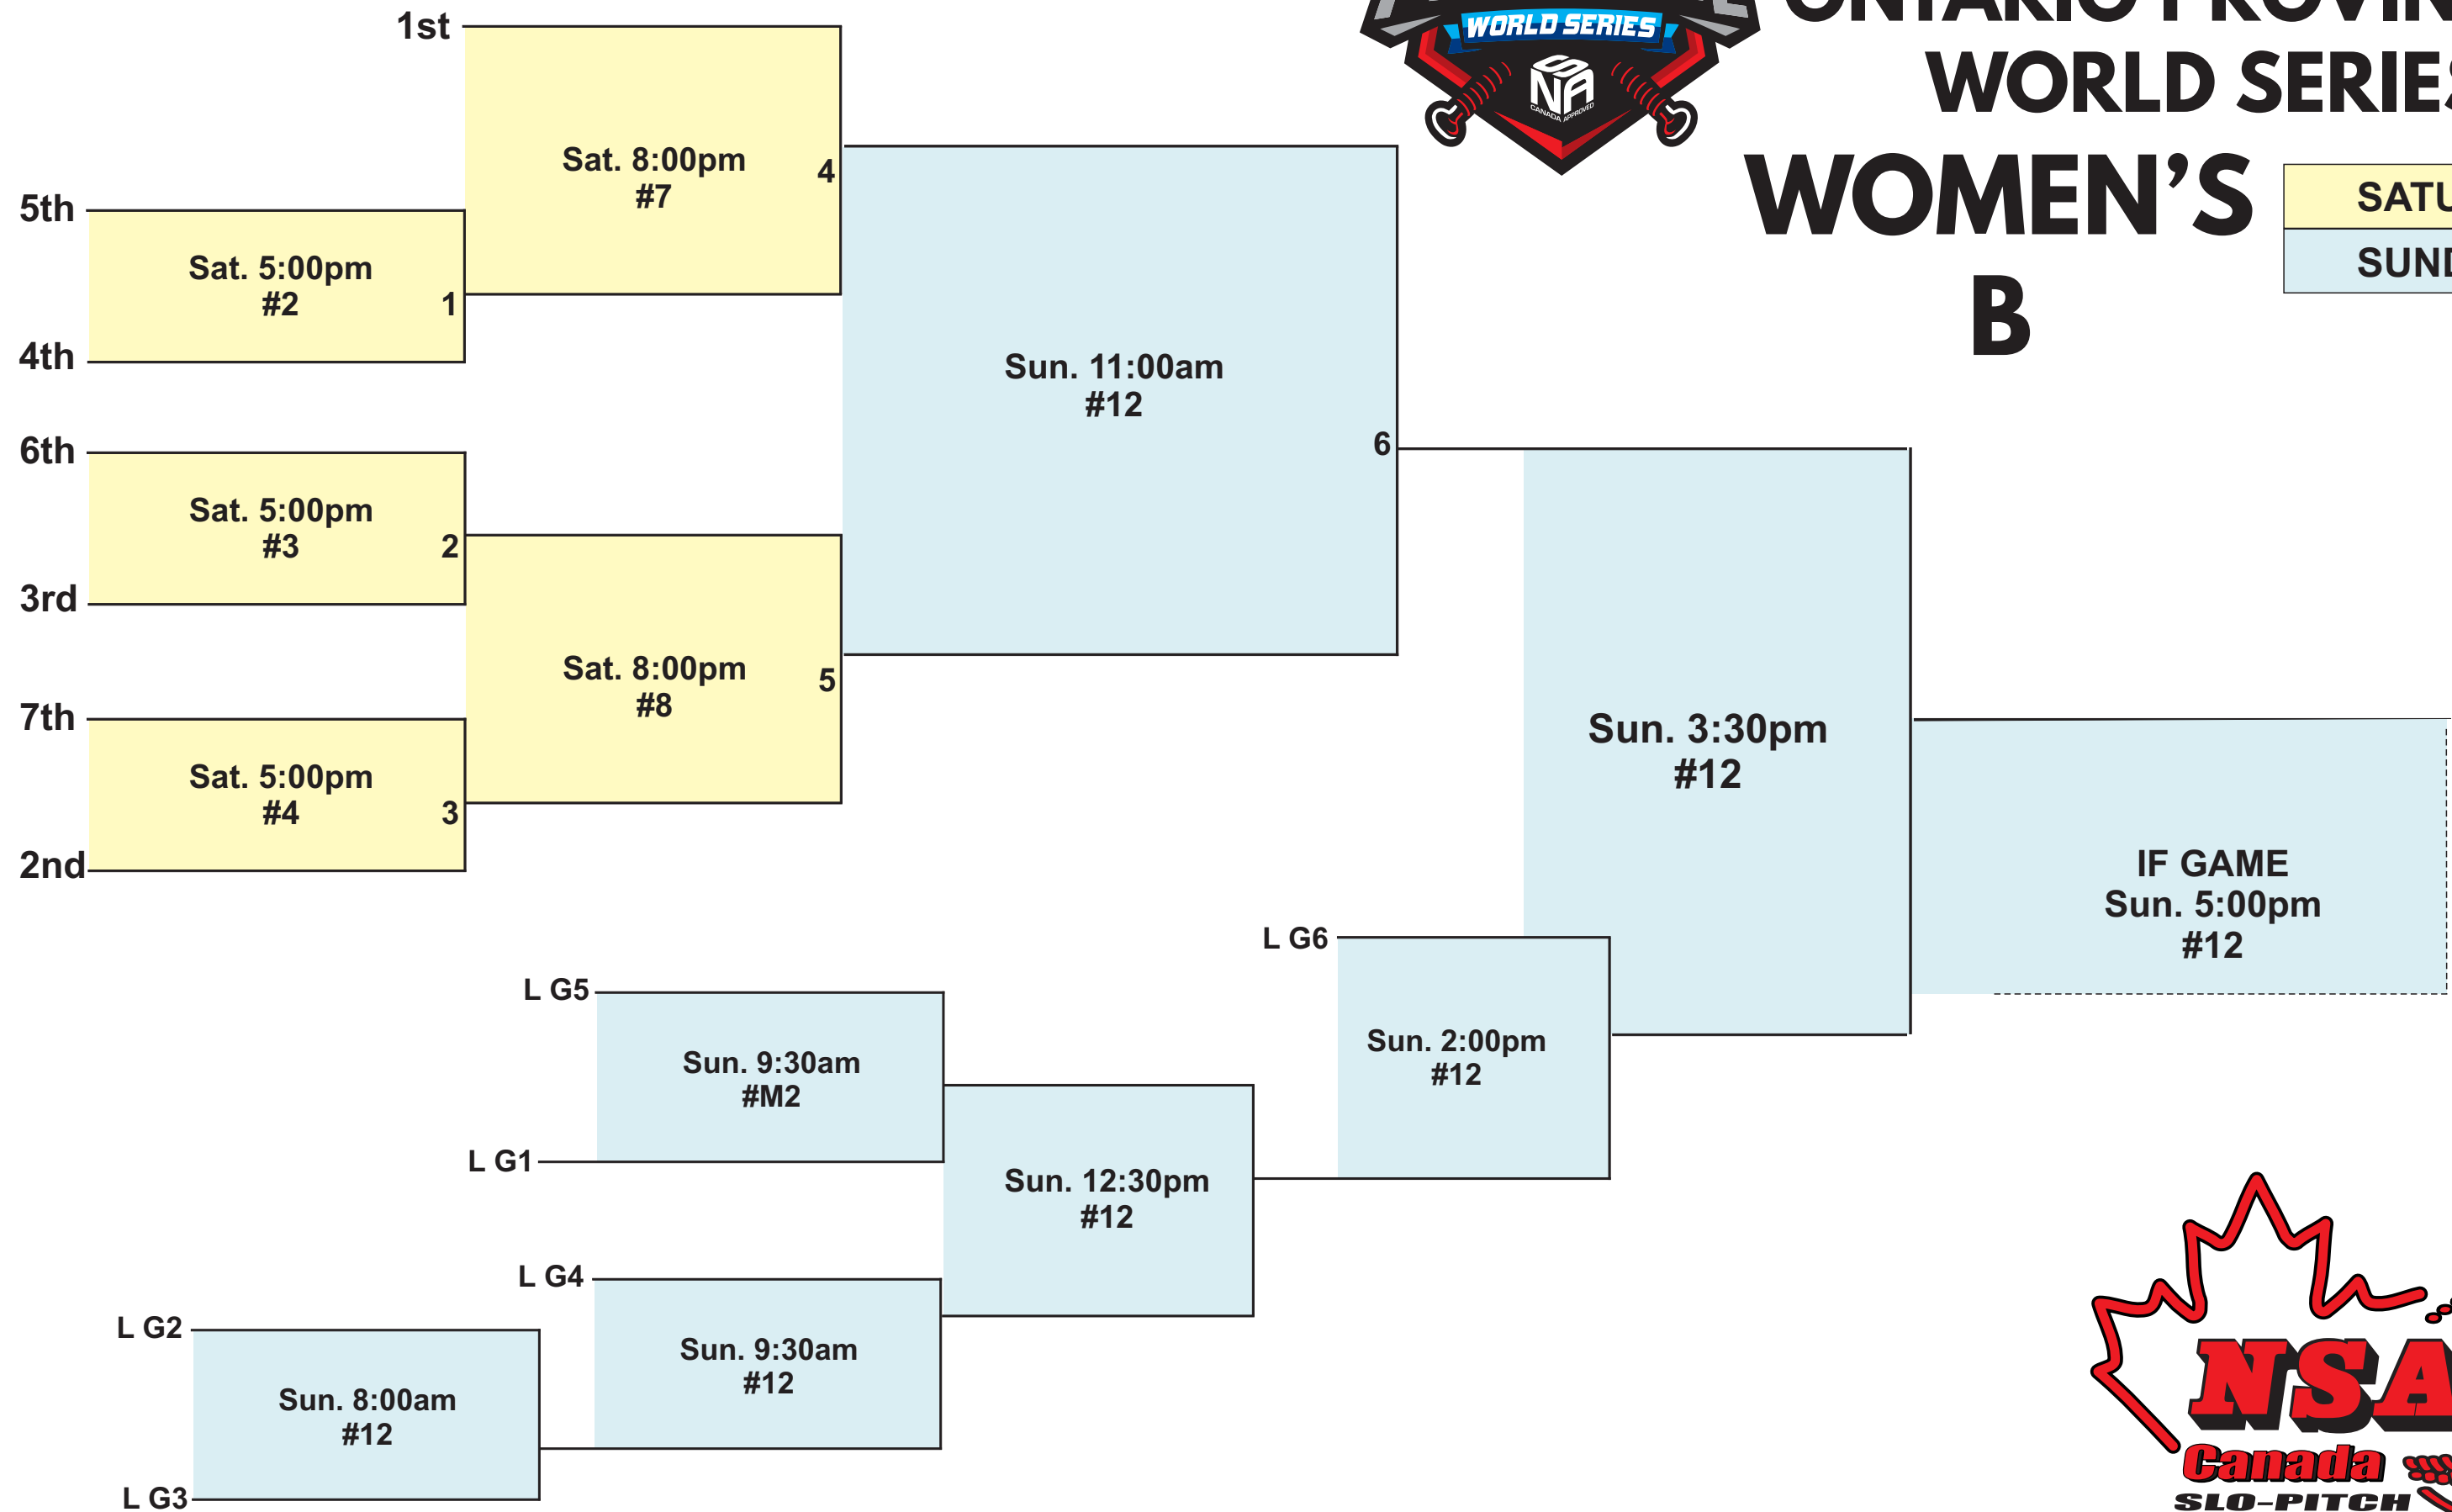 1st
WORLD SERIES
NSA
CANADA APPROVED
WORLD SERIES
WOMEN’S
B
Sat. 8:00pm
#7
4
5th
Sat. 5:00pm
#2
1
4th
Sun. 11:00am
#12
6
6th
Sat. 5:00pm
#3
2
3rd
Sat. 8:00pm
#8
5
7th
Sat. 5:00pm
#4
3
2nd
Sun. 3:30pm
#12
IF GAME
Sun. 5:00pm
#12
L G6
Sun. 2:00pm
#12
L G5
Sun. 9:30am
#M2
L G1
Sun. 12:30pm
#12
L G4
Sun. 9:30am
#12
L G2
Sun. 8:00am
#12
L G3
NSA
Canada
SLO-PITCH